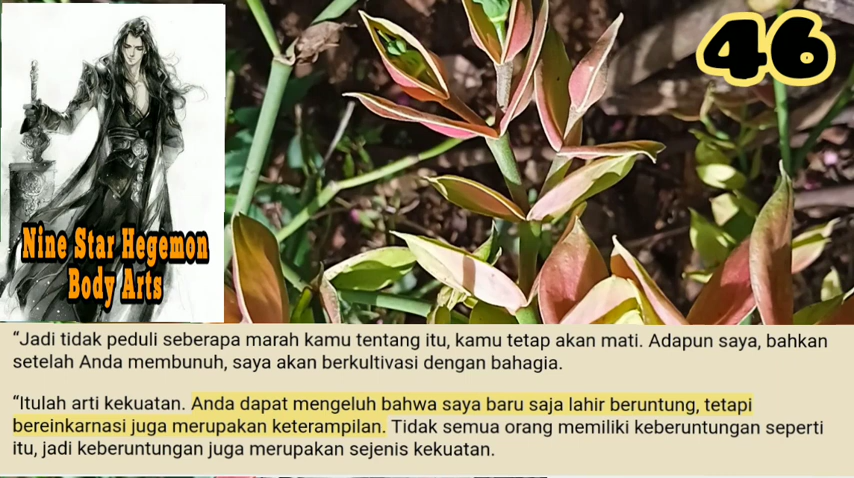 46
Nine Star Hegemon
Body Arts
“Jadi tidak peduli seberapa marah kamu tentang itu, kamu tetap akan mati. Adapun saya, bahkan
setelah Anda membunuh, saya akan berkultivasi dengan bahagia.
“Itulah arti kekuatan. Anda dapat mengeluh bahwa saya baru saja lahir beruntung, tetapi
bereinkarnasi juga merupakan keterampilan. Tidak semua orang memiliki keberuntungan seperti
itu, jadi keberuntungan juga merupakan sejenis kekuatan.